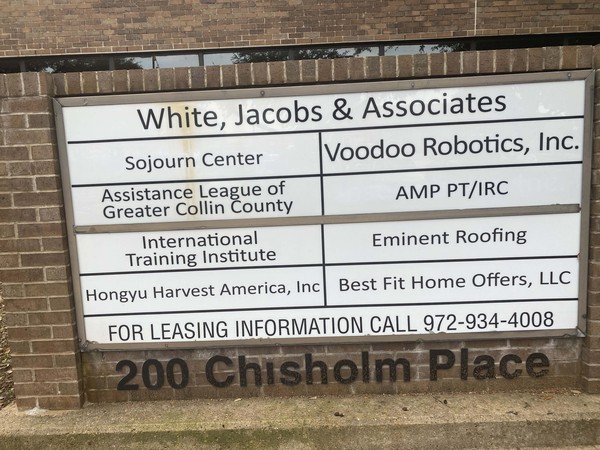 White, Jacobs & Associates
Sojourn Center
Voodoo Robotics, Inc.
Assistance League of
Greater Collin County
AMP PT/IRC
International
Training Institute
Eminent Roofing
Hongyu Harvest America, Inc
Best Fit Home Offers, LLC
FOR LEASING INFORMATION CALL 972-934-4008
200 Chisholm Place